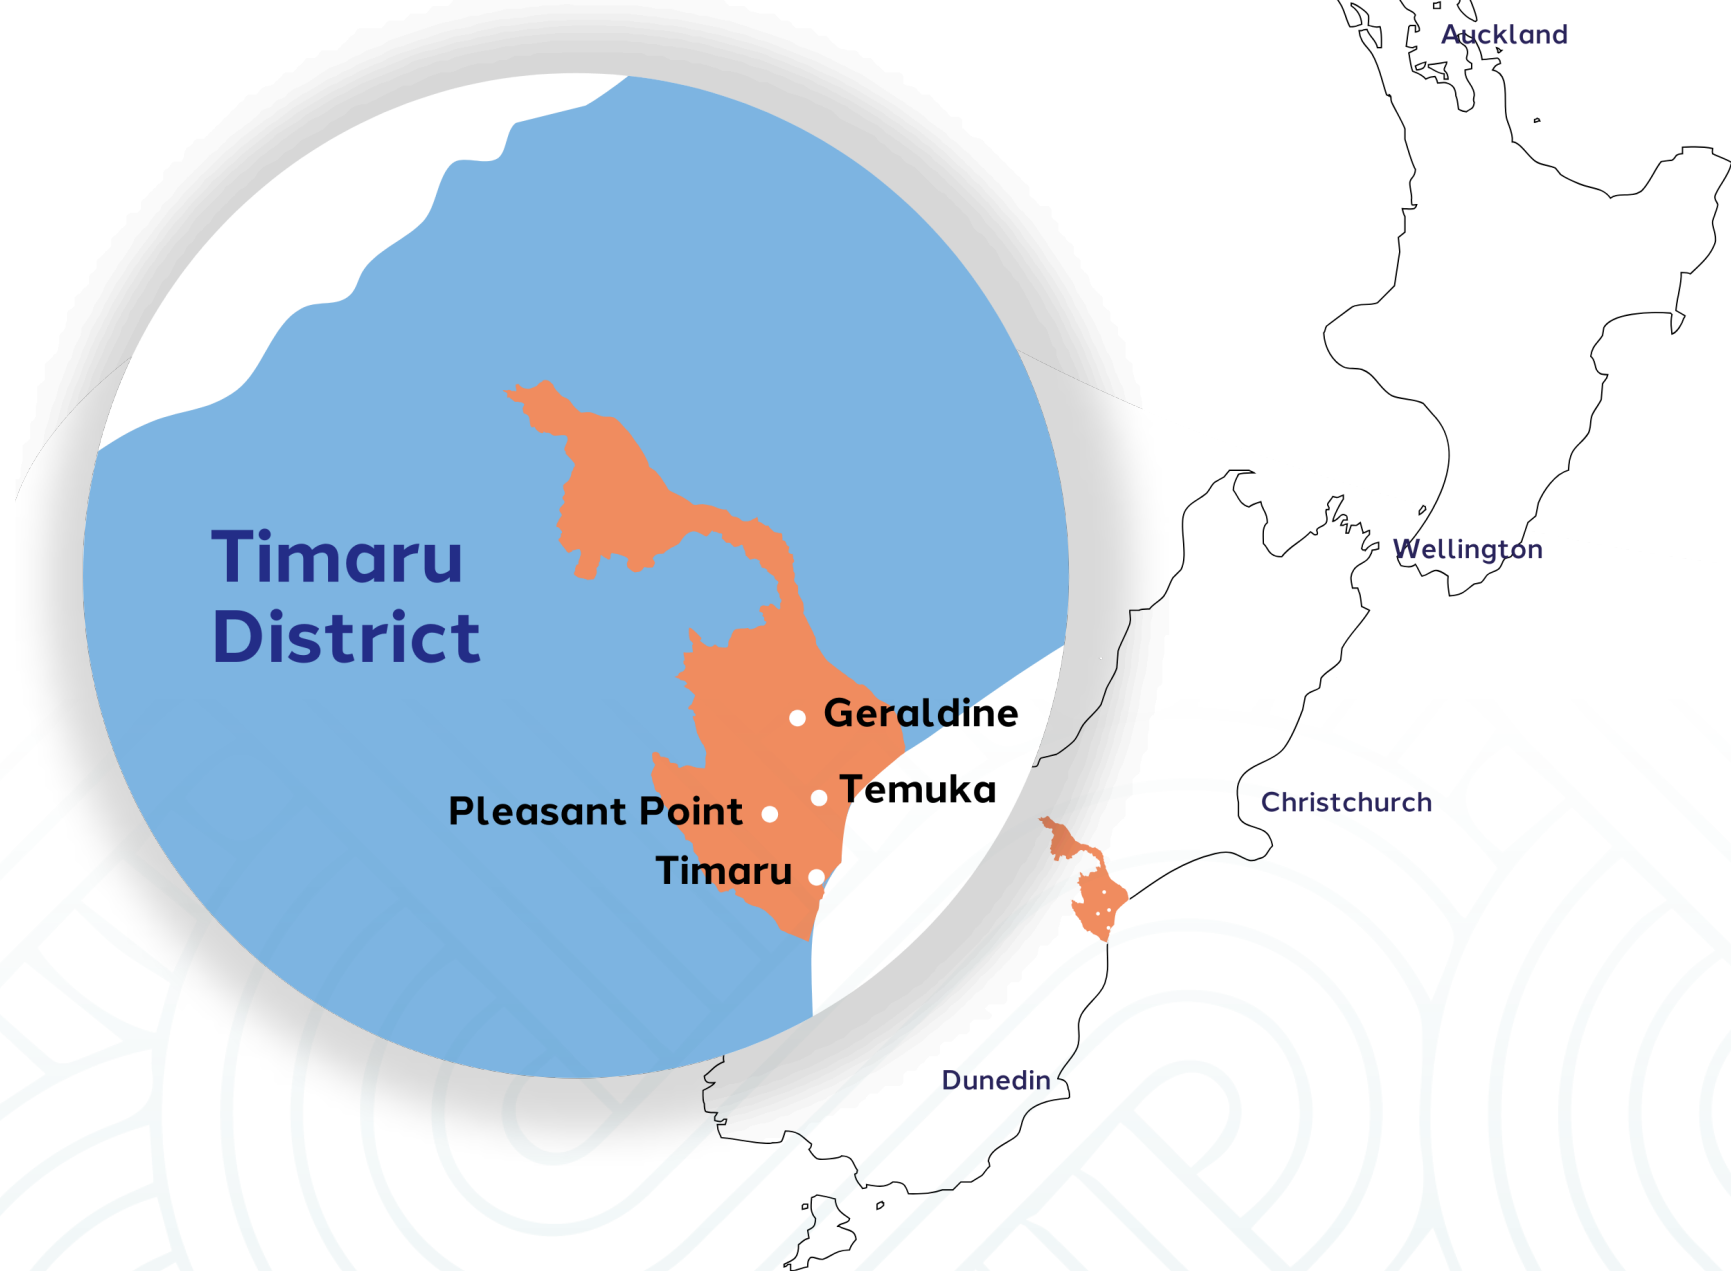 Auckland
Timaru
District
Wellington
Geraldine
Temuka
Pleasant Point
Christchurch
Timaru
Dunedin